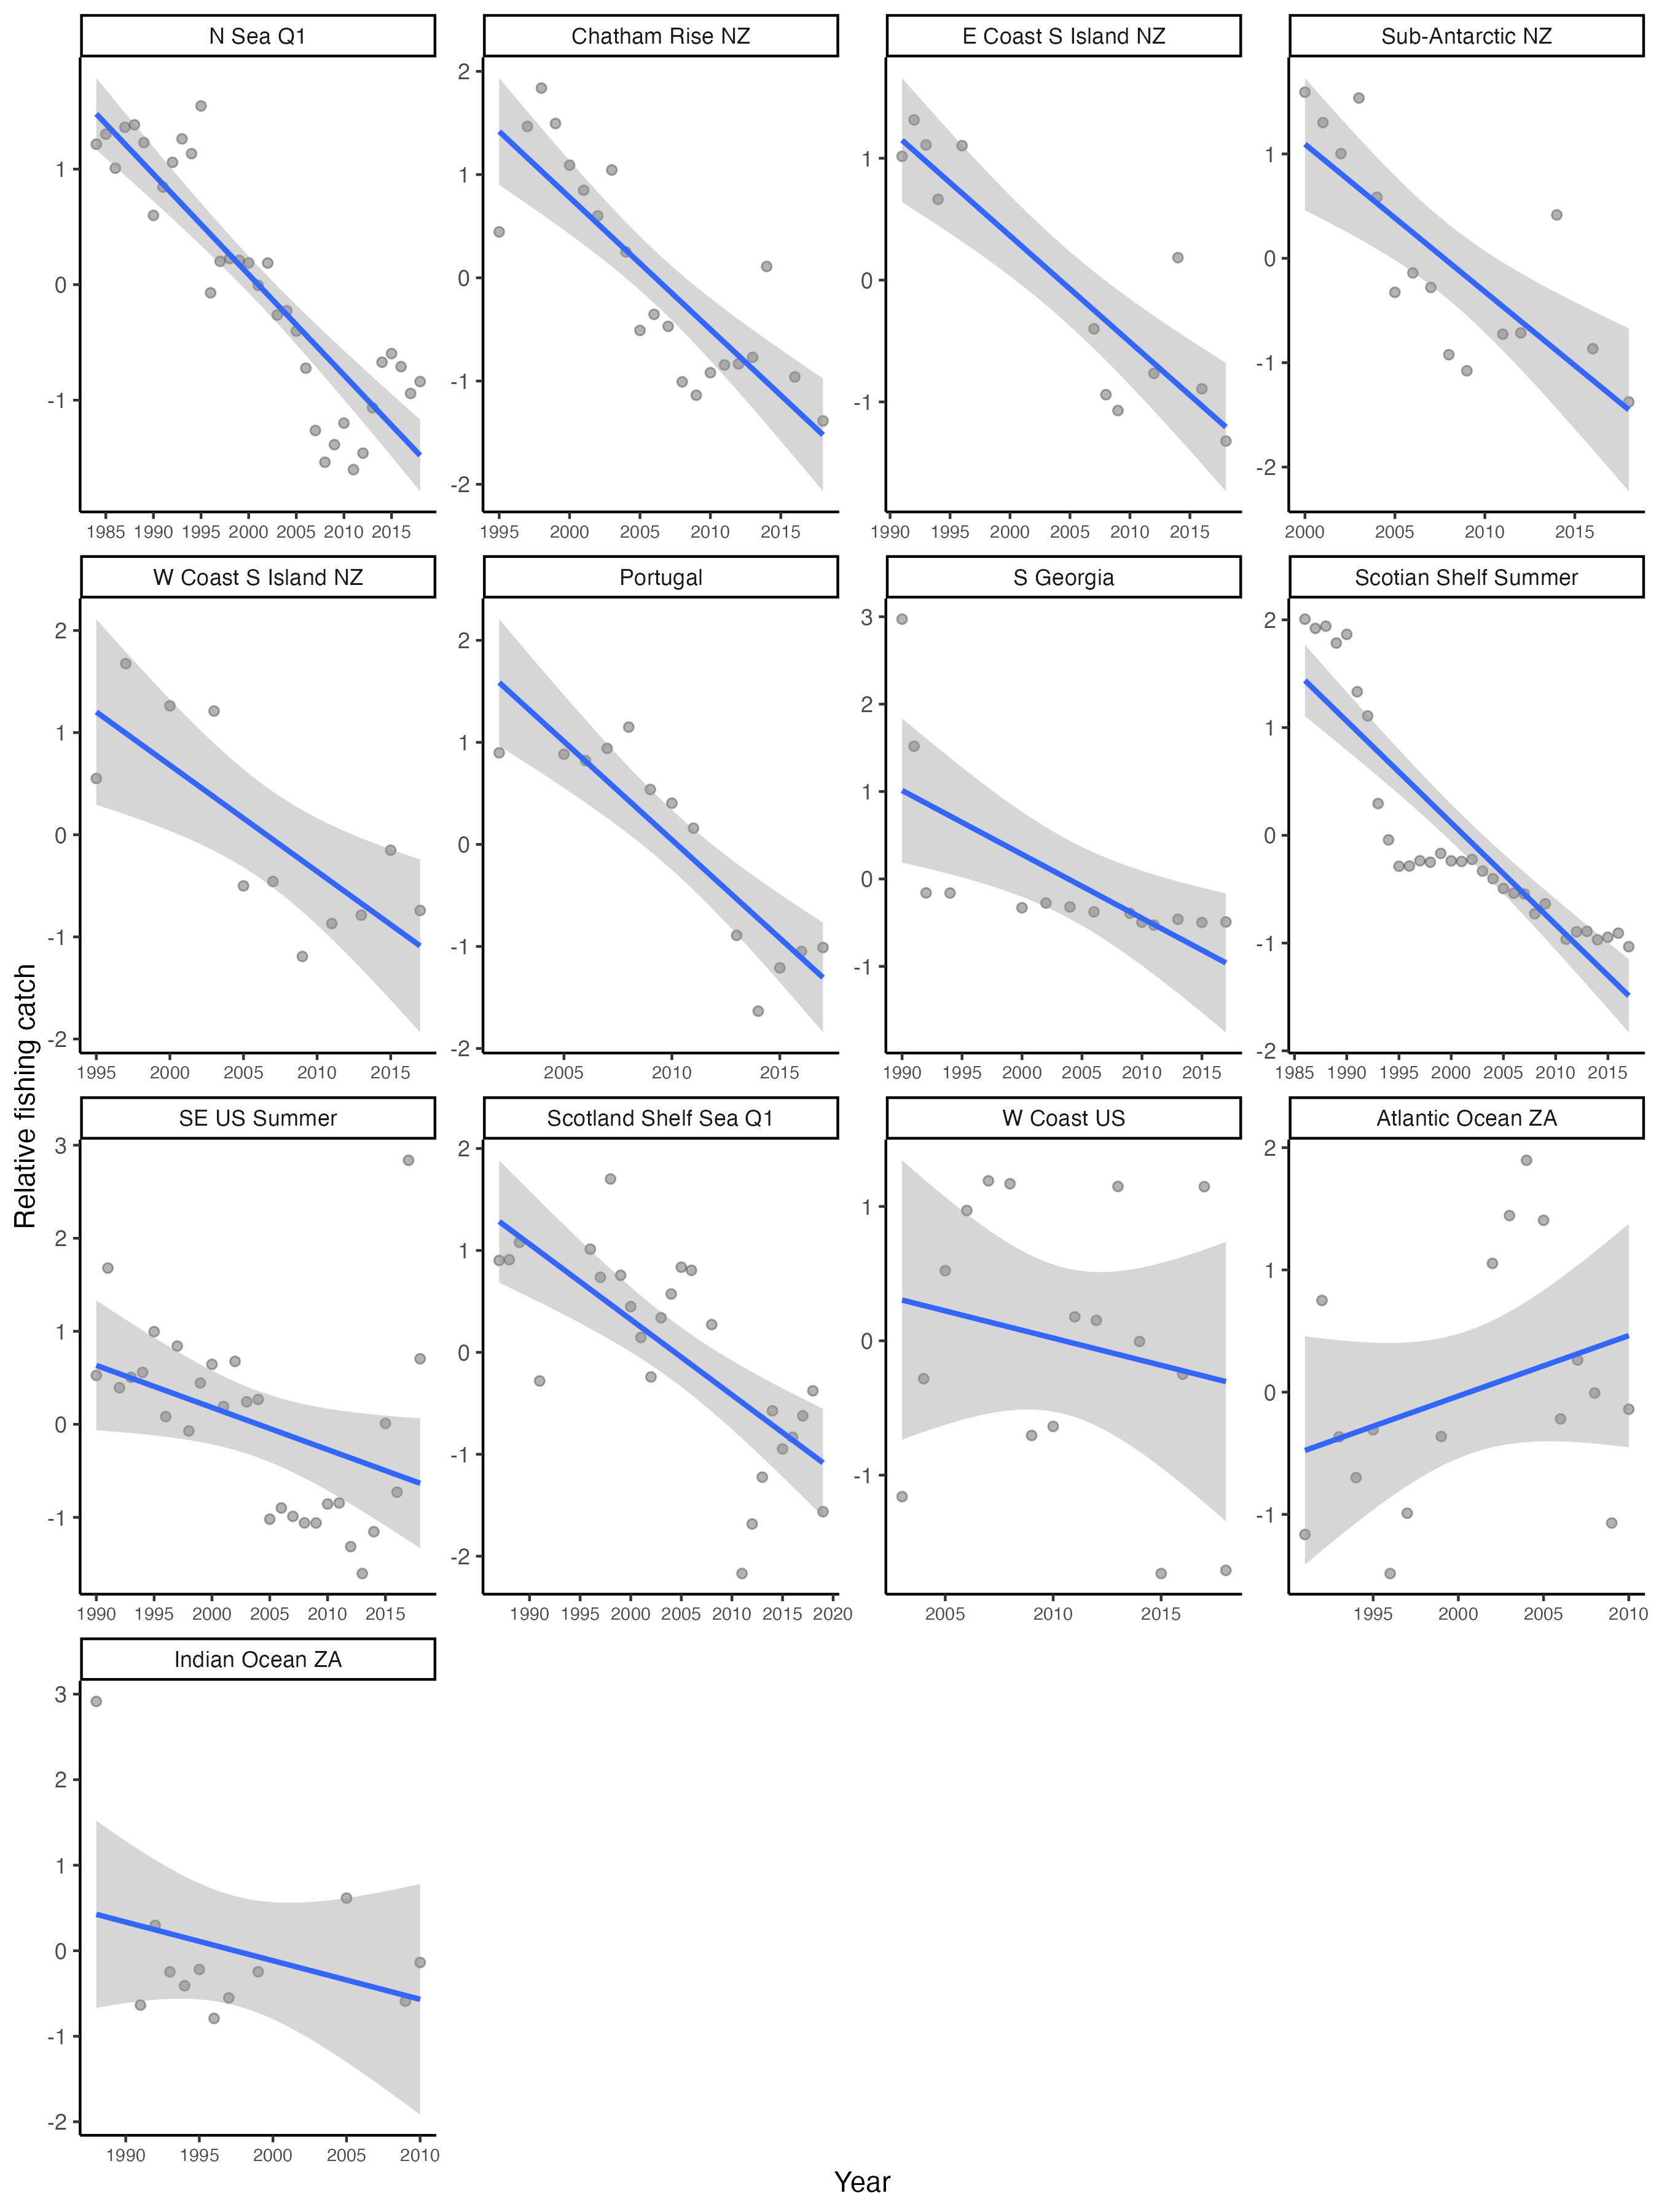 N Sea Q1
Chatham Rise NZ
E Coast S Island NZ
Sub-Antarctic NZ
1
0
-1
2
1
0
-1
-2
1
0
-1
1
0
-1
-2
1985 1990 1995 2000 2005 2010 2015
1995 2000 2005 2010 2015
1990 1995 2000 2005 2010 2015
2000 2005 2010 2015
W Coast S Island NZ
Portugal
S Georgia
Scotian Shelf Summer
2
1
0
-1
-2
2
1
0
-1
-2
3
2
1
0
-1
2
1
0
-1
-2
1995 2000 2005 2010 2015
2005 2010 2015
1990 1995 2000 2005 2010 2015
1985 1990 1995 2000 2005 2010 2015
Relative fishing catch
SE US Summer
Scotland Shelf Sea Q1
W Coast US
Atlantic Ocean ZA
3
2
1
0
-1
2
1
0
-1
-2
1
0
-1
2
1
0
-1
1990 1995 2000 2005 2010 2015
1990 1995 2000 2005 2010 2015 2020
2005 2010 2015
1995 2000 2005 2010
Indian Ocean ZA
3
2
1
0
-1
-2
1990 1995 2000 2005 2010
Year